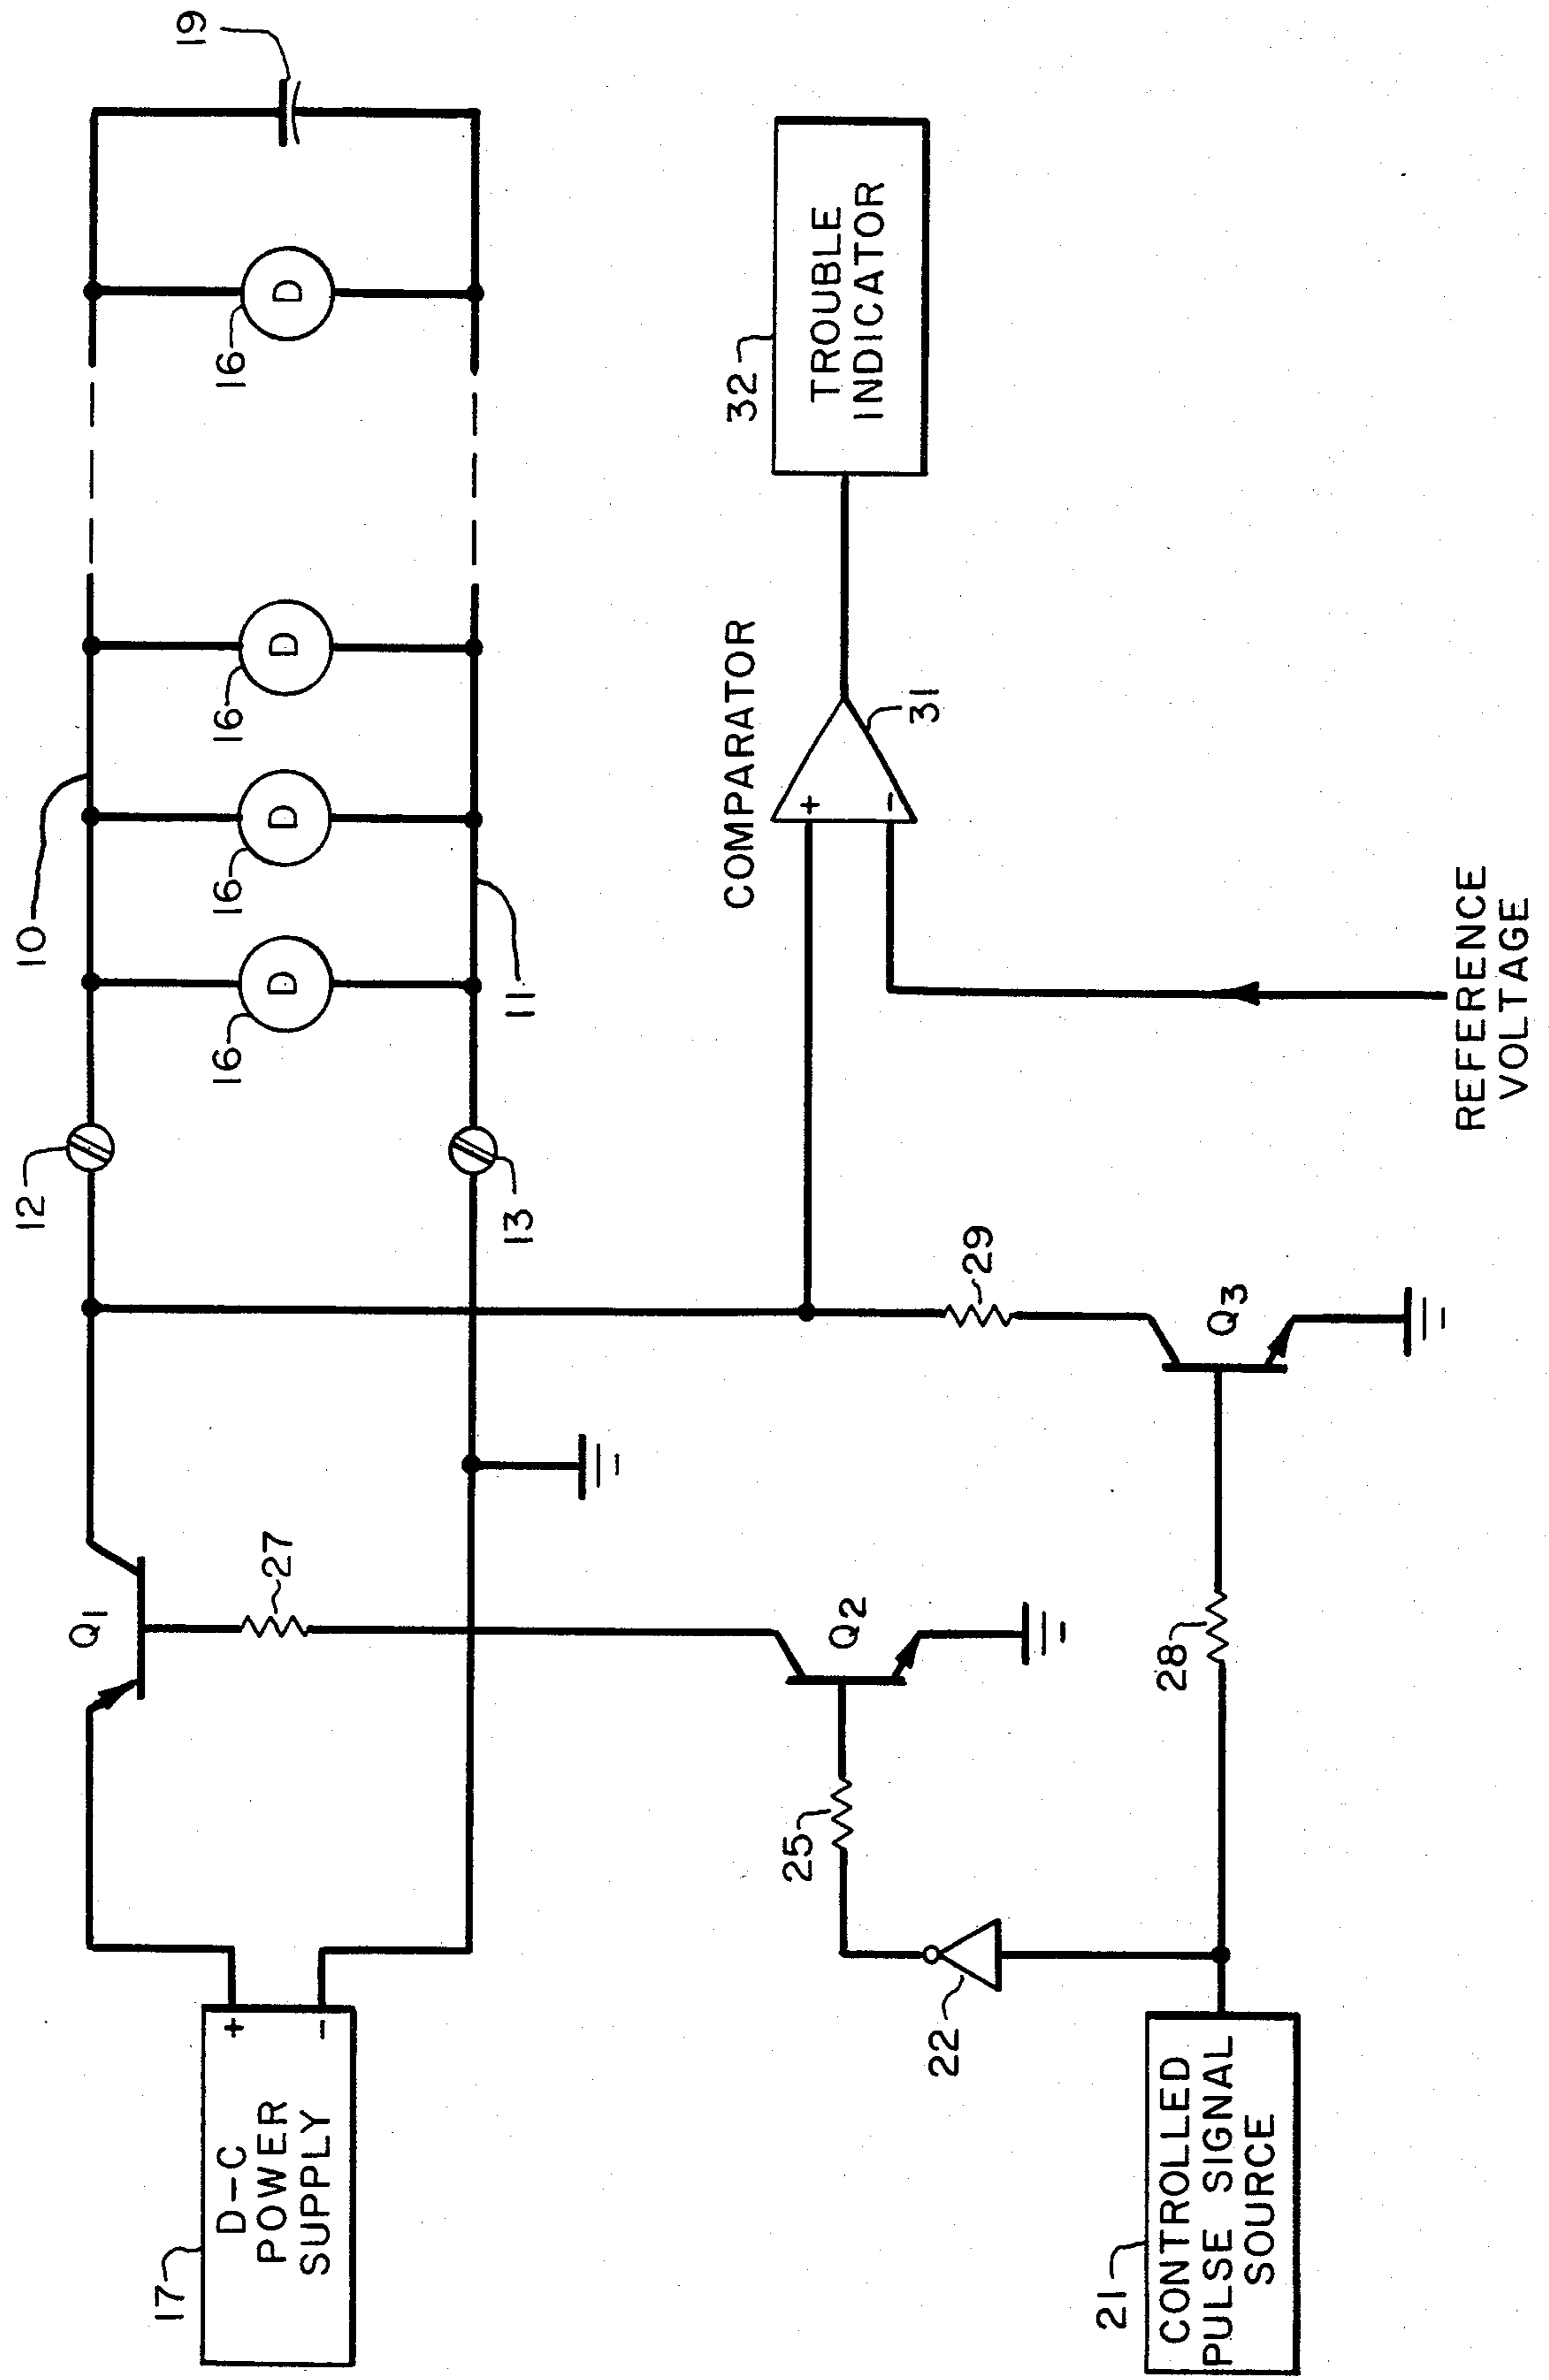 10
12
16
16
16
16
19
11
13
17
D-C
POWER
SUPPLY
+
-
Q1
27
COMPARATOR
+
-
31
32
TROUBLE
INDICATOR
REFERENCE
VOLTAGE
D
D
D
D
25
Q2
22
29
Q3
28
21
CONTROLLED
PULSE SIGNAL
SOURCE